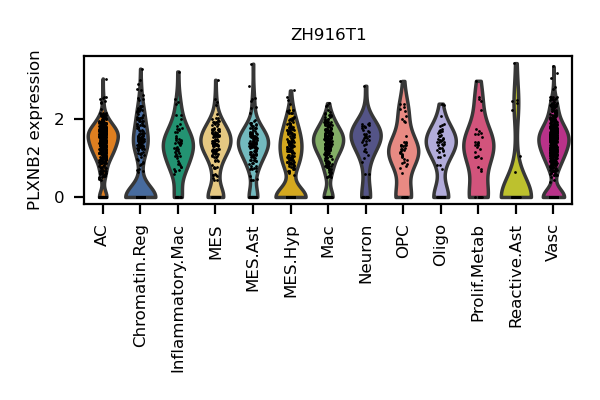 ZH916T1
PLXNB2 expression
2
0
AC
Chromatin.Reg
Inflammatory.Mac
MES
MES.Ast
MES.Hyp
Mac
Neuron
OPC
Oligo
Prolif.Metab
Reactive.Ast
Vasc